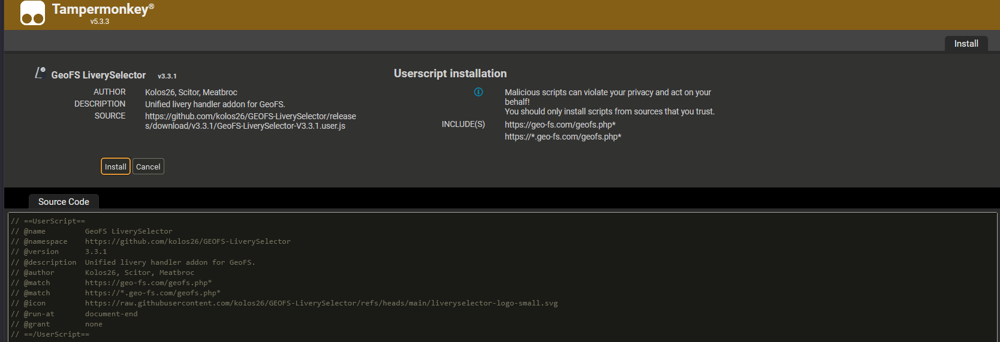 Tampermonkey®
v5.3.3
Install
GeoFS LiverySelector v3.3.1
AUTHOR Kolos26, Scitor, Meatbroc
DESCRIPTION Unified livery handler addon for GeoFS.
SOURCE https://github.com/kolos26/GEOFS-LiverySelector/release
s/download/v3.3.1/GeoFS-LiverySelector-V3.3.1.user.js
Userscript installation
Malicious scripts can violate your privacy and act on your
behalf!
You should only install scripts from sources that you trust.
INCLUDE(S) https://geo-fs.com/geofs.php*
https://*.geo-fs.com/geofs.php*
Install Cancel
Source Code
// ==UserScript==
// @name GeoFS LiverySelector
// @namespace https://github.com/kolos26/GEOFS-LiverySelector
// @version 3.3.1
// @description Unified livery handler addon for GeoFS.
// @author Kolos26, Scitor, Meatbroc
// @match https://geo-fs.com/geofs.php*
// @match https://*.geo-fs.com/geofs.php*
// @icon https://raw.githubusercontent.com/kolos26/GEOFS-LiverySelector/refs/heads/main/liveryselector-logo-small.svg
// @run-at document-end
// @grant none
// ==/UserScript==